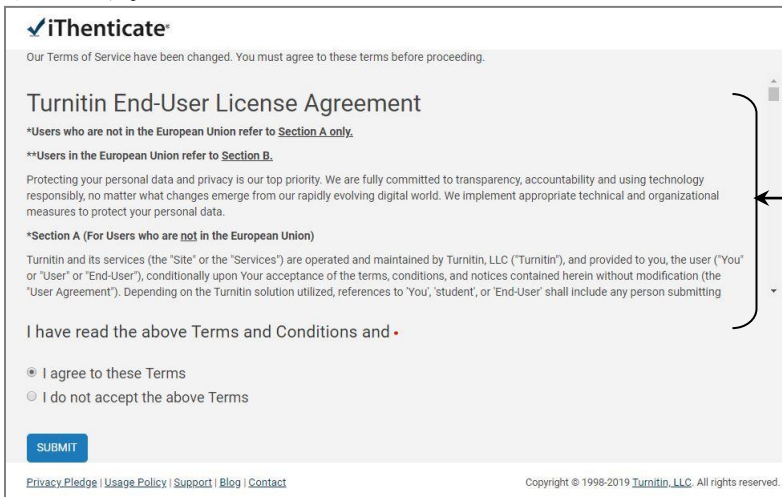 iThenticate®
Our Terms of Service have been changed. You must agree to these terms before proceeding.
Turnitin End-User License Agreement
*Users who are not in the European Union refer to Section A only.
**Users in the European Union refer to Section B.
Protecting your personal data and privacy is our top priority. We are fully committed to transparency, accountability and using technology
responsibly, no matter what changes emerge from our rapidly evolving digital world. We implement appropriate technical and organizational
measures to protect your personal data.
*Section A (For Users who are not in the European Union)
Turnitin and its services (the "Site" or the "Services") are operated and maintained by Turnitin, LLC ("Turnitin"), and provided to you, the user ("You"
or "User" or "End-User"), conditionally upon Your acceptance of the terms, conditions, and notices contained herein without modification (the
"User Agreement"). Depending on the Turnitin solution utilized, references to 'You', 'student', or 'End-User' shall include any person submitting
I have read the above Terms and Conditions and •
I agree to these Terms
I do not accept the above Terms
SUBMIT
Privacy Pledge | Usage Policy | Support | Blog | Contact Copyright © 1998-2019 Turnitin, LLC. All rights reserved.